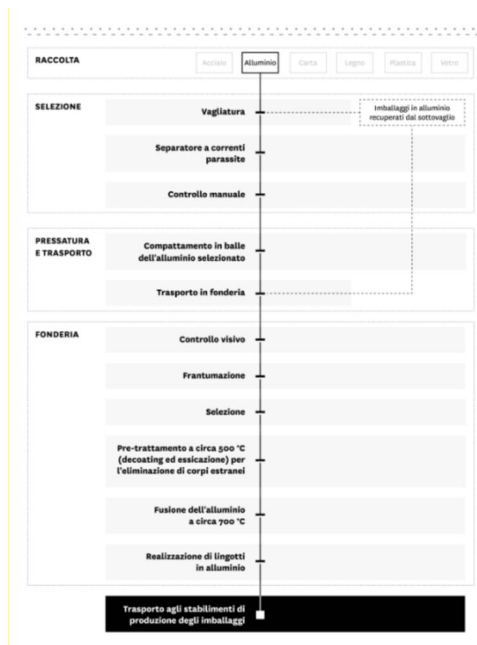 RACCOLTA
Acciaio Alluminio Carta Legno Plastica Vetro
SELEZIONE
Vagliatura
Imballaggi in alluminio
recuperati dal sottovaglio
Separatore a correnti
parassite
Controllo manuale
PRESSATURA
E TRASPORTO
Compattamento in balle
dell'alluminio selezionato
Trasporto in fonderia
FONDERIA
Controllo visivo
Frantumazione
Selezione
Pre-trattamento a circa 500 °C
(decoating ed essicazione) per
l'eliminazione di corpi estranei
Fusione dell'alluminio
a circa 700 °C
Realizzazione di lingotti
in alluminio
Trasporto agli stabilimenti di
produzione degli imballaggi